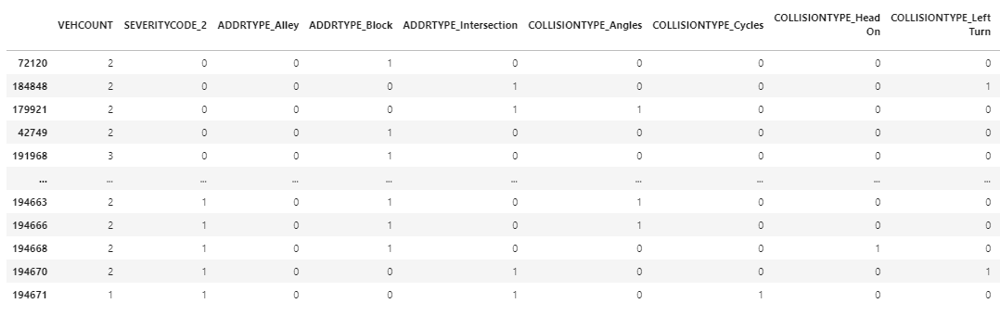 VEHCOUNT SEVERITYCODE_2 ADDRTYPE_Alley ADDRTYPE_Block ADDRTYPE_Intersection COLLISIONTYPE_Angles COLLISIONTYPE_Cycles COLLISIONTYPE_Head On COLLISIONTYPE_Left Turn
72120 2 0 0 1 0 0 0 0 0
184848 2 0 0 0 1 0 0 0 1
179921 2 0 0 0 1 1 0 0 0
42749 2 0 0 1 0 0 0 0 0
191968 3 0 0 1 0 0 0 0 0
... ... ... ... ... ... ... ... ... ...
194663 2 1 0 1 0 1 0 0 0
194666 2 1 0 1 0 1 0 0 0
194668 2 1 0 1 0 0 0 1 0
194670 2 1 0 0 1 0 0 0 1
194671 1 1 0 0 1 0 1 0 0